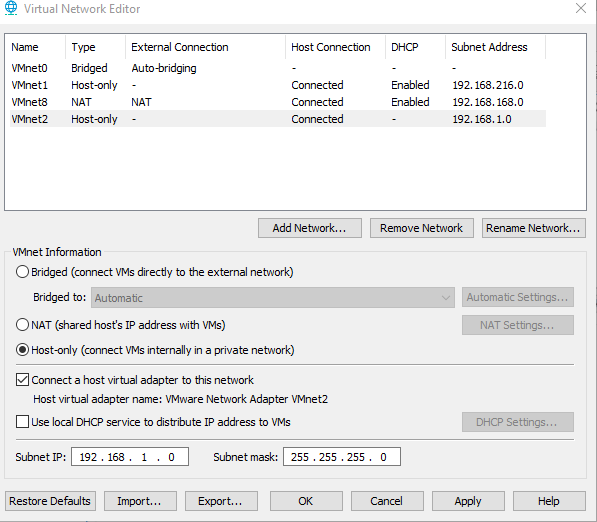 Virtual Network Editor
Name Type External Connection Host Connection DHCP Subnet Address
VMnet0 Bridged Auto-bridging - - -
VMnet1 Host-only - Connected Enabled 192.168.216.0
VMnet8 NAT NAT Connected Enabled 192.168.168.0
VMnet2 Host-only - Connected - 192.168.1.0
Add Network... Remove Network Rename Network...
VMnet Information
Bridged (connect VMs directly to the external network)
Bridged to: Automatic Automatic Settings...
NAT (shared host's IP address with VMs) NAT Settings...
Host-only (connect VMs internally in a private network)
Connect a host virtual adapter to this network
Host virtual adapter name: VMware Network Adapter VMnet2
Use local DHCP service to distribute IP address to VMs DHCP Settings...
Subnet IP: 192 . 168 . 1 . 0 Subnet mask: 255 . 255 . 255 . 0
Restore Defaults Import... Export... OK Cancel Apply Help